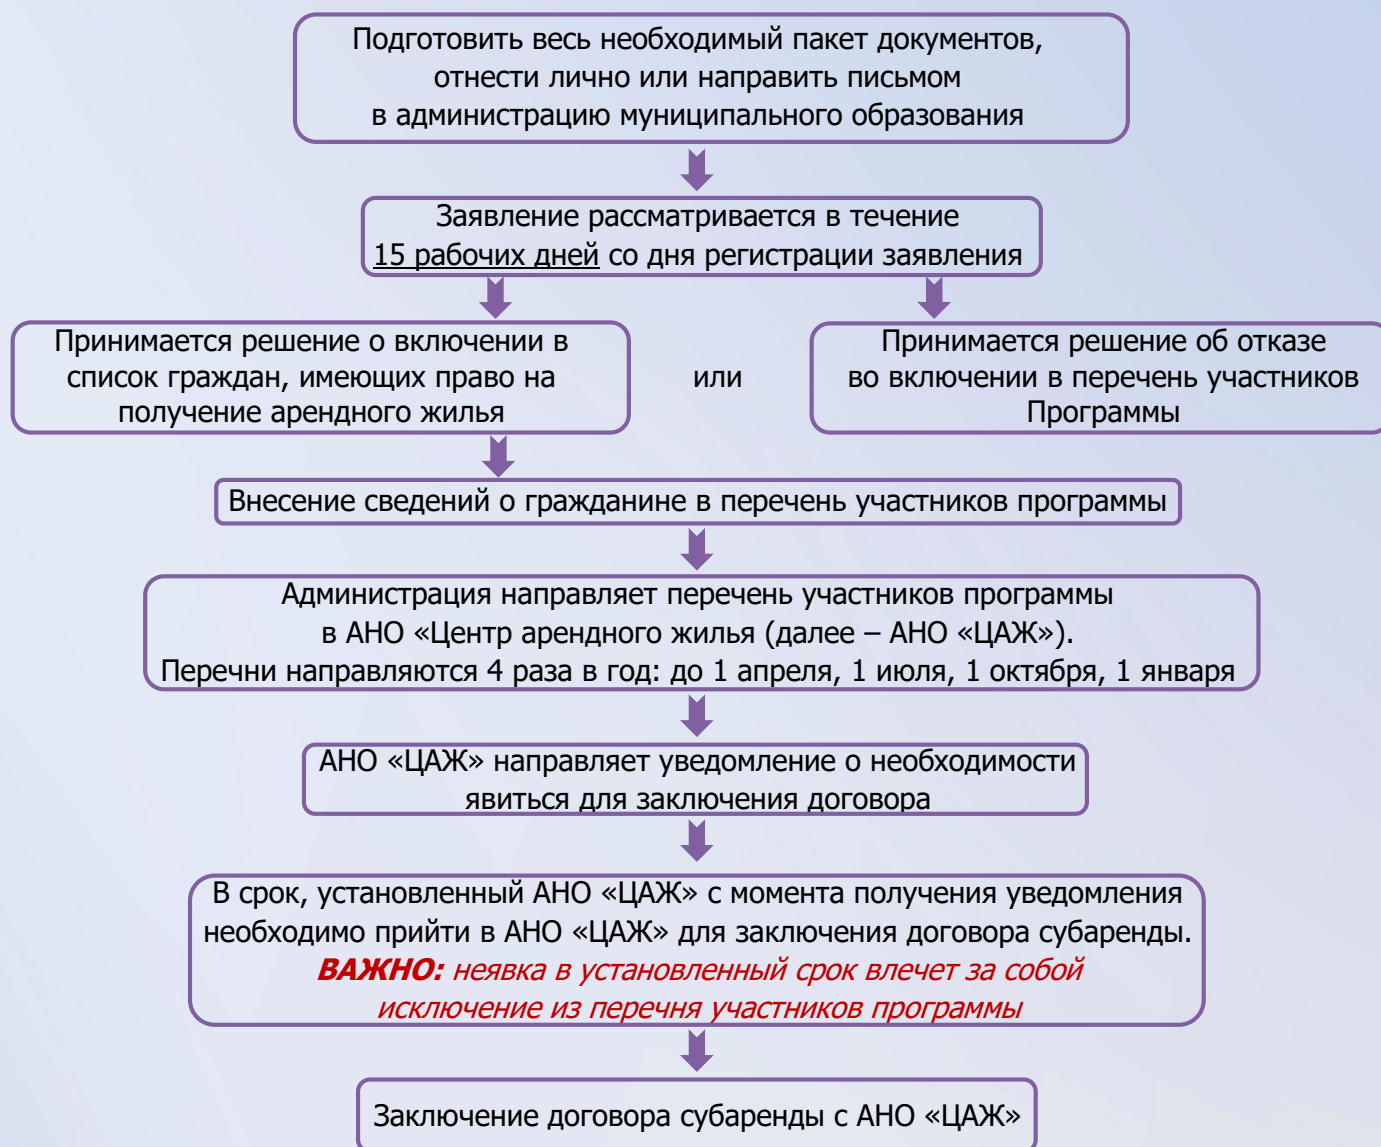 Подготовить весь необходимый пакет документов,
отнести лично или направить письмом
в администрацию муниципального образования
Заявление рассматривается в течение
15 рабочих дней со дня регистрации заявления
Принимается решение о включении в
список граждан, имеющих право на
получение арендного жилья
или
Принимается решение об отказе
во включении в перечень участников
Программы
Внесение сведений о гражданине в перечень участников программы
Администрация направляет перечень участников программы
в АНО «Центр арендного жилья (далее – АНО «ЦАЖ»).
Перечни направляются 4 раза в год: до 1 апреля, 1 июля, 1 октября, 1 января
АНО «ЦАЖ» направляет уведомление о необходимости
явиться для заключения договора
В срок, установленный АНО «ЦАЖ» с момента получения уведомления
необходимо прийти в АНО «ЦАЖ» для заключения договора субаренды.
ВАЖНО: неявка в установленный срок влечет за собой
исключение из перечня участников программы
Заключение договора субаренды с АНО «ЦАЖ»